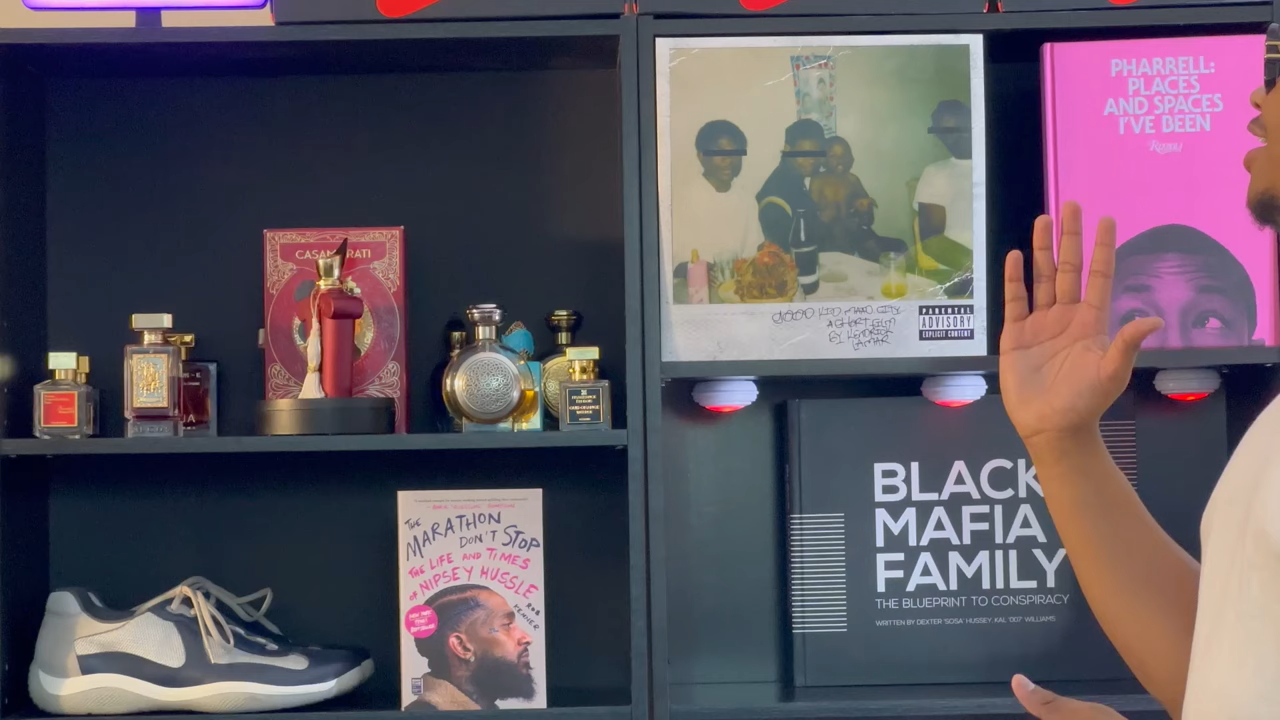 PHARRELL:
PLACES
AND SPACES
I'VE BEEN
GOOD KID MAAD CITY
A SHORT FILM
BY KENDRICK
LAMAR
PARENTAL
ADVISORY
EXPLICIT CONTENT
THE
MARATHON
DON'T STOP
THE LIFE AND TIMES
OF NIPSEY HUSSLE
ROB
KENNER
BLACK
MAFIA
FAMILY
THE BLUEPRINT TO CONSPIRACY
WRITTEN BY DEXTER 'SOSA' HUSSEY, KAL '007' WILLIAMS